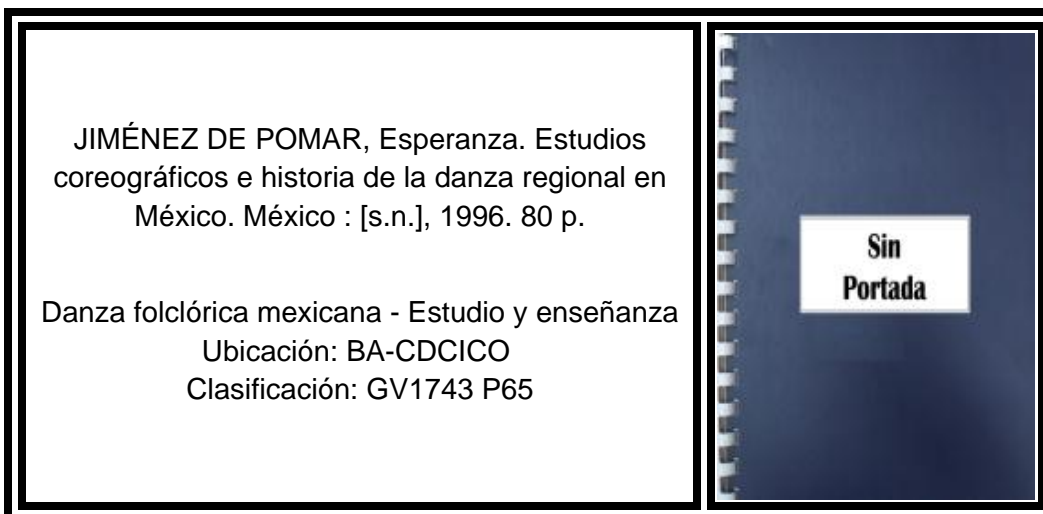 JIMÉNEZ DE POMAR, Esperanza. Estudios
coreográficos e historia de la danza regional en
México. México : [s.n.], 1996. 80 p.
Danza folclórica mexicana - Estudio y enseñanza
Ubicación: BA-CDCICO
Clasificación: GV1743 P65
Sin
Portada